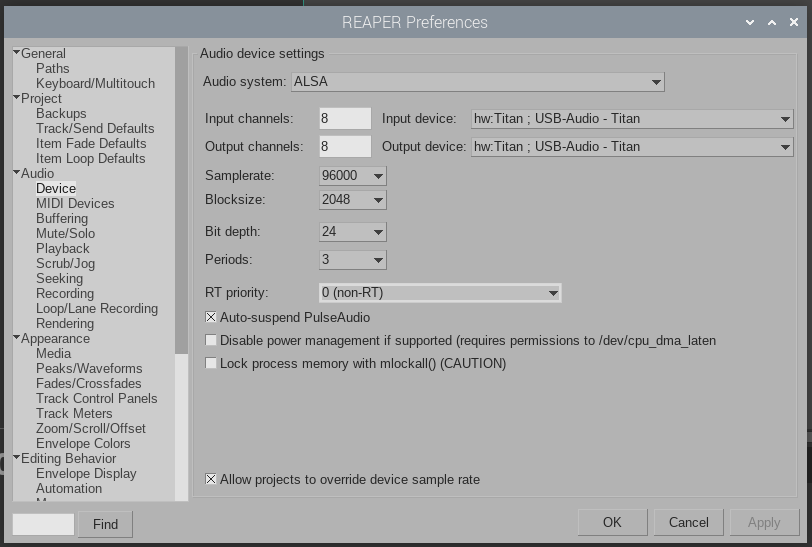 REAPER Preferences
General
Paths
Keyboard/Multitouch
Project
Backups
Track/Send Defaults
Item Fade Defaults
Item Loop Defaults
Audio
Device
MIDI Devices
Buffering
Mute/Solo
Playback
Scrub/Jog
Seeking
Recording
Loop/Lane Recording
Rendering
Appearance
Media
Peaks/Waveforms
Fades/Crossfades
Track Control Panels
Track Meters
Zoom/Scroll/Offset
Envelope Colors
Editing Behavior
Envelope Display
Automation
Find
Audio device settings
Audio system: ALSA
Input channels: 8 Input device: hw:Titan ; USB-Audio - Titan
Output channels: 8 Output device: hw:Titan ; USB-Audio - Titan
Samplerate: 96000
Blocksize: 2048
Bit depth: 24
Periods: 3
RT priority: 0 (non-RT)
Auto-suspend PulseAudio
Disable power management if supported (requires permissions to /dev/cpu_dma_laten
Lock process memory with mlockall() (CAUTION)
Allow projects to override device sample rate
OK Cancel Apply